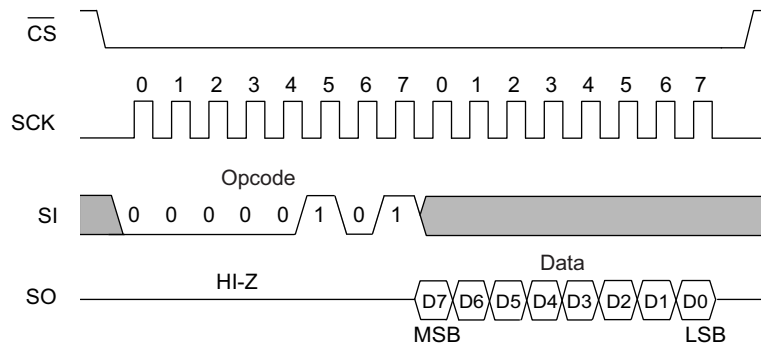 CS
0 1 2 3 4 5 6 7 0 1 2 3 4 5 6 7
SCK
Opcode
SI 0 0 0 0 0 1 0 1
HI-Z Data
SO D7 D6 D5 D4 D3 D2 D1 D0
MSB LSB